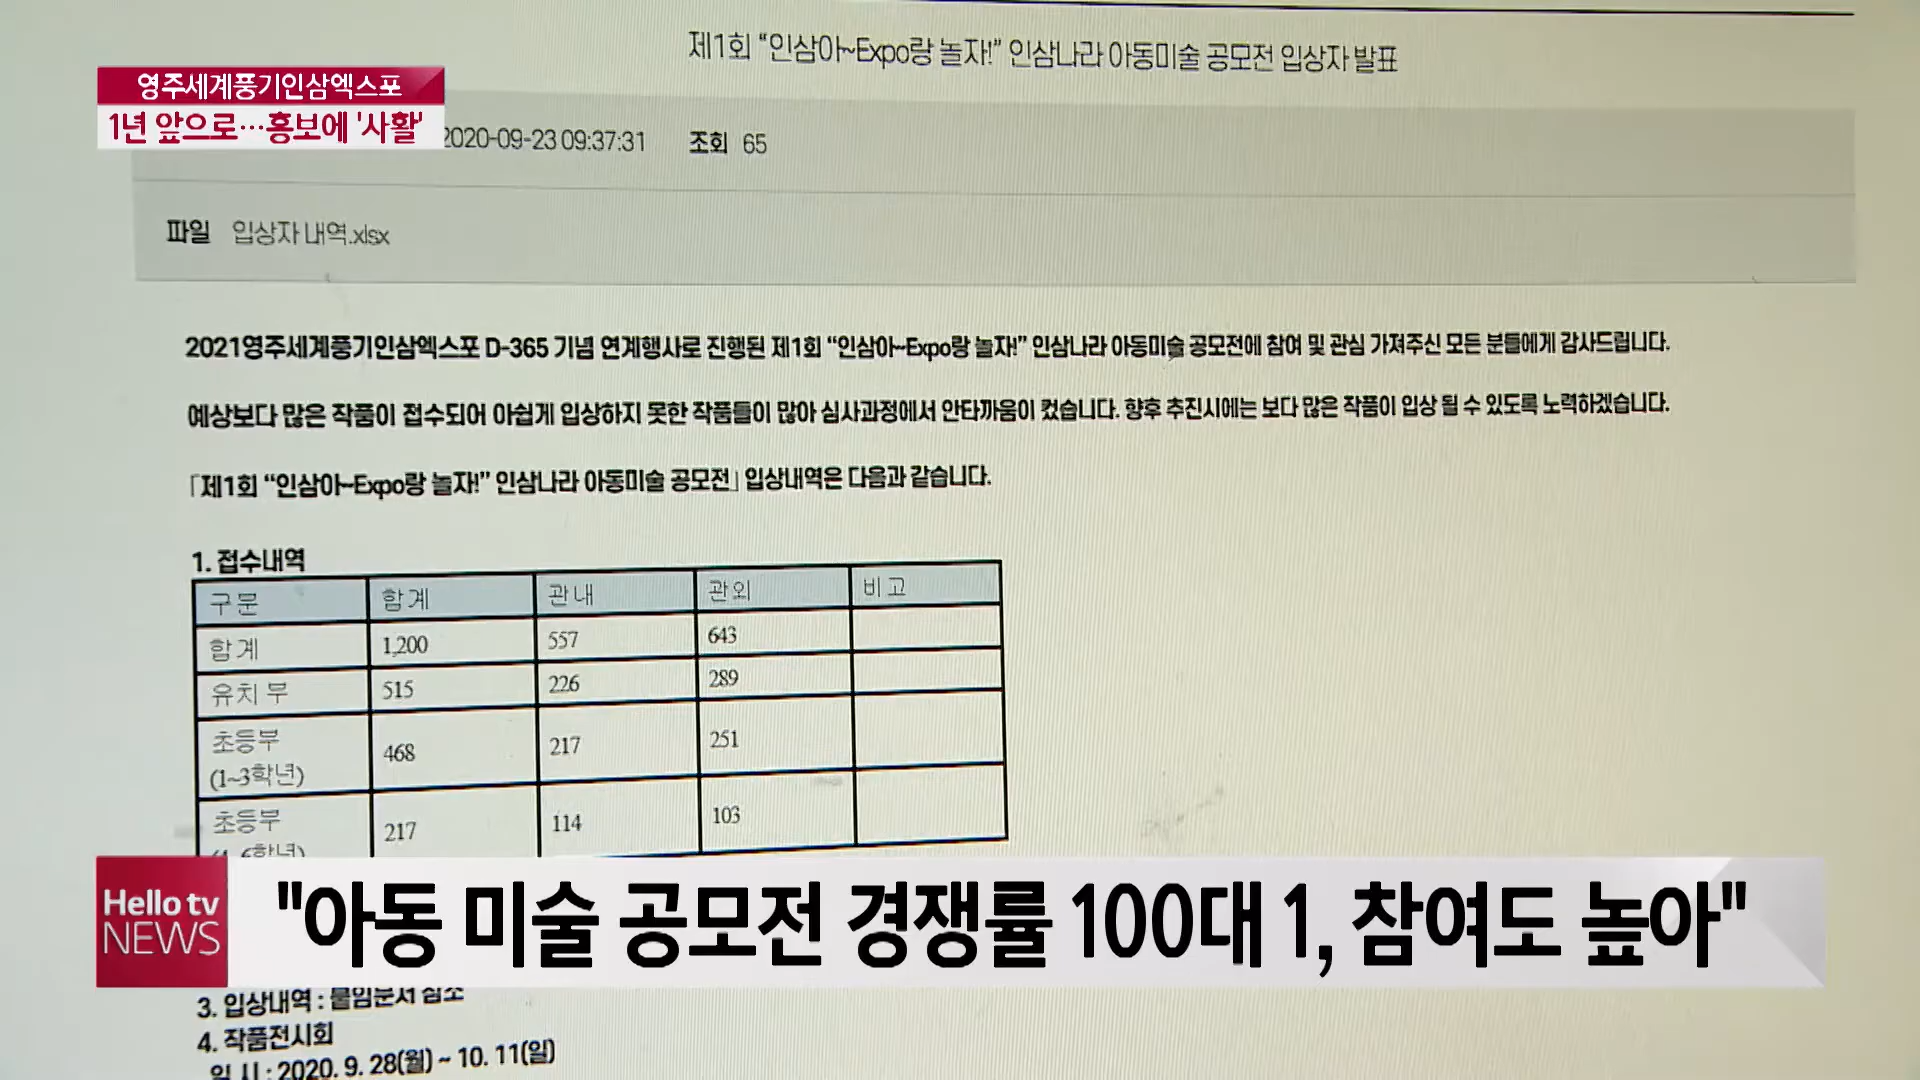 제1회 “인삼아~Expo랑 놀자!” 인삼나라 아동미술 공모전 입상자 발표
영주세계풍기인삼엑스포
1년 앞으로…홍보에 '사활'
2020-09-23 09:37:31 조회 65
파일 입상자 내역.xlsx
2021영주세계풍기인삼엑스포 D-365 기념 연계행사로 진행된 제1회 “인삼아~Expo랑 놀자!” 인삼나라 아동미술 공모전에 참여 및 관심 가져주신 모든 분들에게 감사드립니다.
예상보다 많은 작품이 접수되어 아쉽게 입상하지 못한 작품들이 많아 심사과정에서 안타까움이 컸습니다. 향후 추진시에는 보다 많은 작품이 입상 될 수 있도록 노력하겠습니다.
「제1회 “인삼아~Expo랑 놀자!” 인삼나라 아동미술 공모전」 입상내역은 다음과 같습니다.
1. 접수내역
구분 합계 관내 관외 비고
합계 1,200 557 643
유치부 515 226 289
초등부
(1~3학년) 468 217 251
초등부 217 114 103
Hello tv
NEWS
"아동 미술 공모전 경쟁률 100대 1, 참여도 높아"
3. 입상내역 : 붙임문서 참조
4. 작품전시회
일 시 : 2020. 9. 28(월) ~ 10. 11(일)